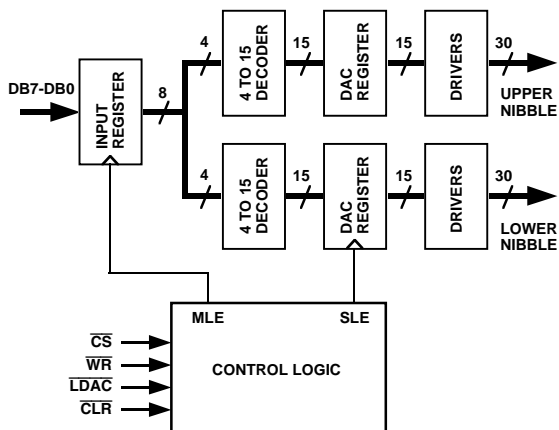 DB7-DB0
INPUT
REGISTER
8
4
4 TO 15
DECODER
15
DAC
REGISTER
15
DRIVERS
30
UPPER
NIBBLE
4
4 TO 15
DECODER
15
DAC
REGISTER
15
DRIVERS
30
LOWER
NIBBLE
MLE
SLE
CS
WR
LDAC
CLR
CONTROL LOGIC